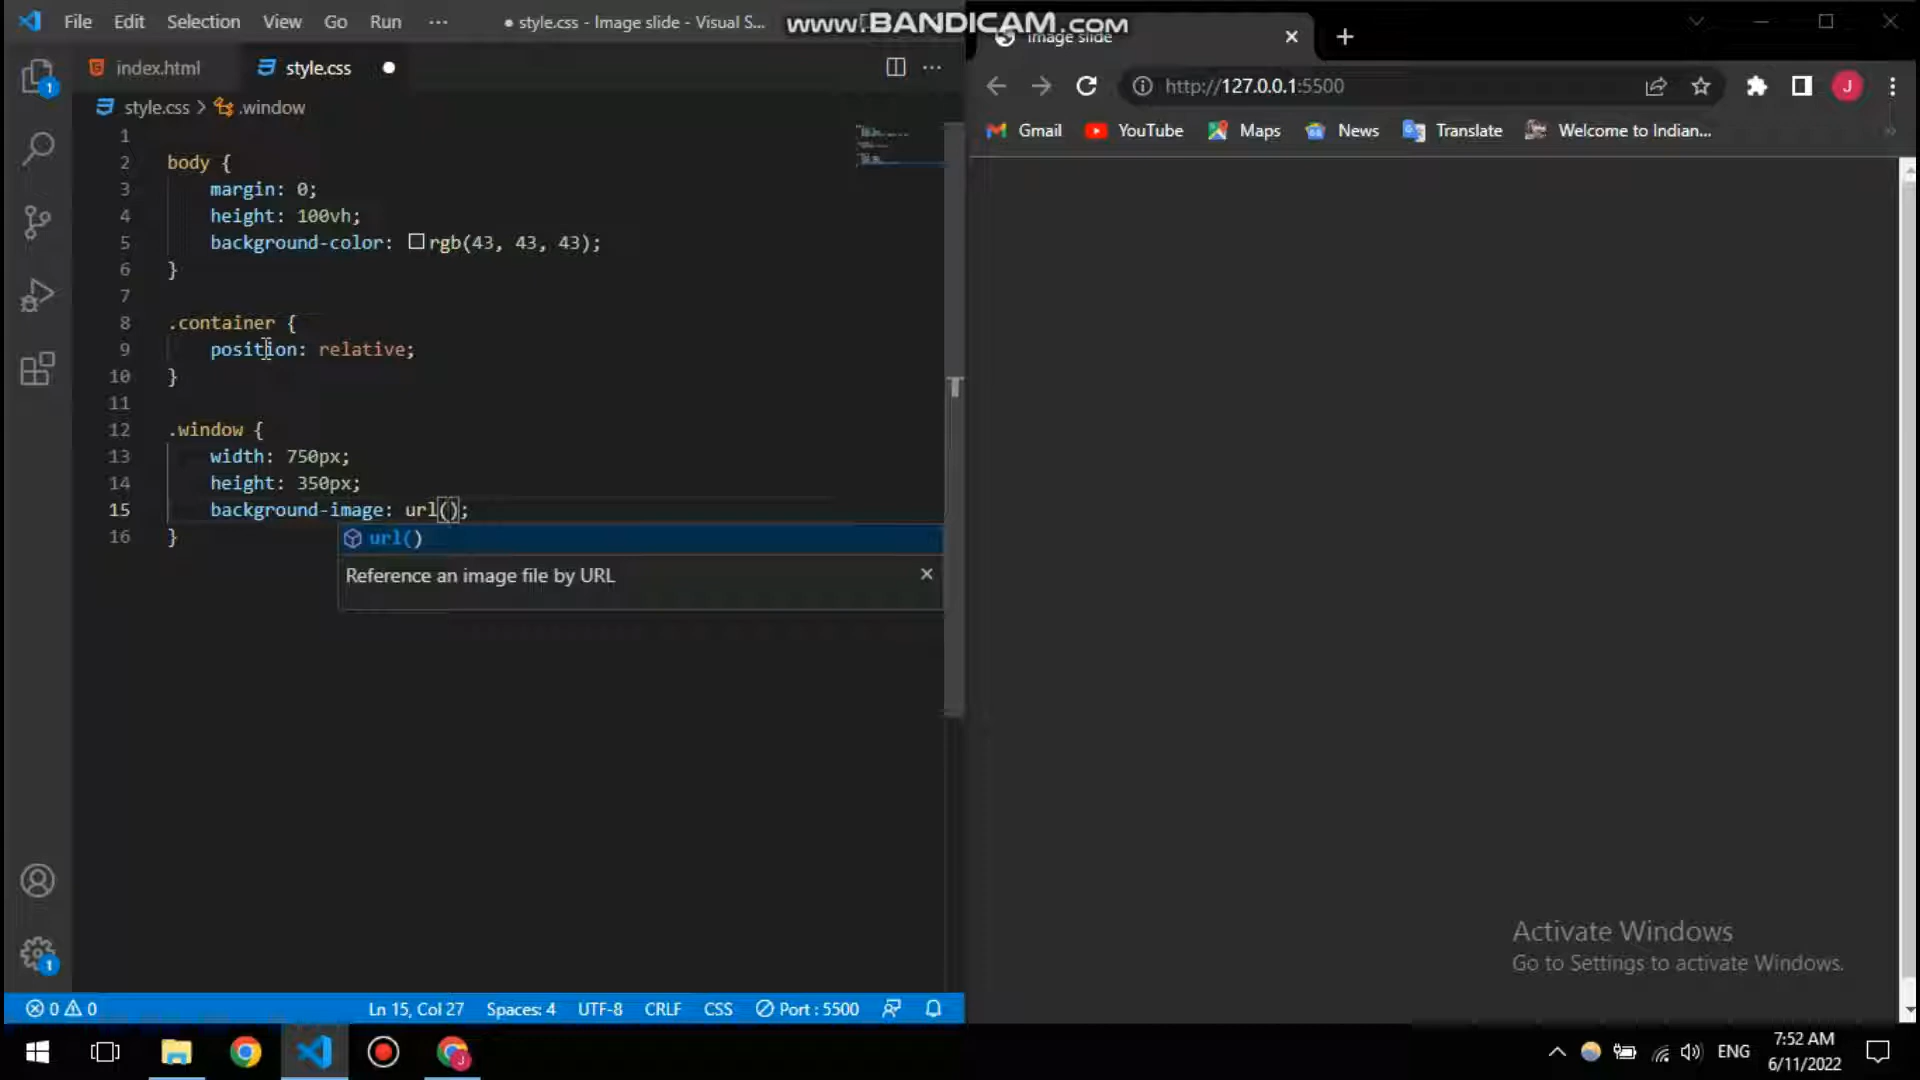 File Edit Selection View Go Run ··· ● style.css - Image slide - Visual S...
www.BANDICAM.com
Image slide
index.html style.css
http://127.0.0.1:5500
J
1
style.css > .window
Gmail YouTube Maps News Translate Welcome to Indian...
1
2 body {
3 margin: 0;
4 height: 100vh;
5 background-color: rgb(43, 43, 43);
6 }
7
8 .container {
9 position: relative;
10 }
11
12 .window {
13 width: 750px;
14 height: 350px;
15 background-image: url();
16 }
url()
Reference an image file by URL
Activate Windows
Go to Settings to activate Windows.
1
0 0 Ln 15, Col 27 Spaces: 4 UTF-8 CRLF CSS Port : 5500
J
ENG
7:52 AM
6/11/2022